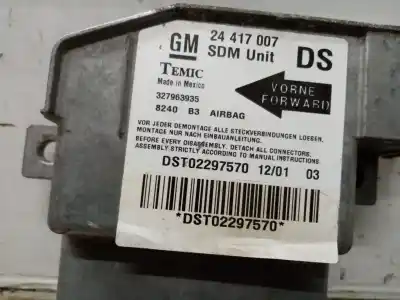 GM 24 417 007 DS
SDM Unit
TEMIC
Made in Mexico
VORNE
FORWARD
327963935
8240 B3 AIRBAG
VOR JEDER DEMONTAGE ALLE STECKVERBINDUNGEN LOESEN,
MONTAGE NUR NACH EINBAUANLEITUNG.
BEFORE EVERY DISASSEMBLY, DETACH ALL CONNECTORS,
ASSEMBLY STRICTLY ACCORDING TO MANUAL INSTRUCTIONS
DST02297570 12/01 03
*DST02297570*